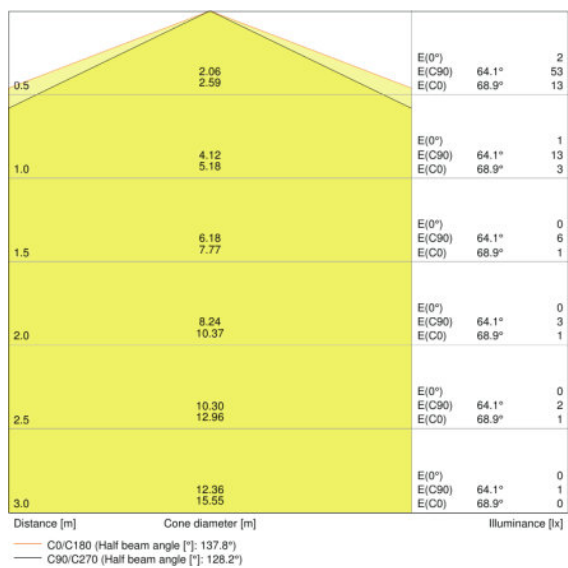 E(0°) 2
2.06 E(C90) 64.1° 53
0.5 2.59 E(C0) 68.9° 13
E(0°) 1
4.12 E(C90) 64.1° 13
1.0 5.18 E(C0) 68.9° 3
E(0°) 0
6.18 E(C90) 64.1° 6
1.5 7.77 E(C0) 68.9° 1
E(0°) 0
8.24 E(C90) 64.1° 3
2.0 10.37 E(C0) 68.9° 1
E(0°) 0
10.30 E(C90) 64.1° 2
2.5 12.96 E(C0) 68.9° 1
E(0°) 0
12.36 E(C90) 64.1° 1
3.0 15.55 E(C0) 68.9° 0
Distance [m] Cone diameter [m] Illuminance [lx]
C0/C180 (Half beam angle [°]: 137.8°)
C90/C270 (Half beam angle [°]: 128.2°)